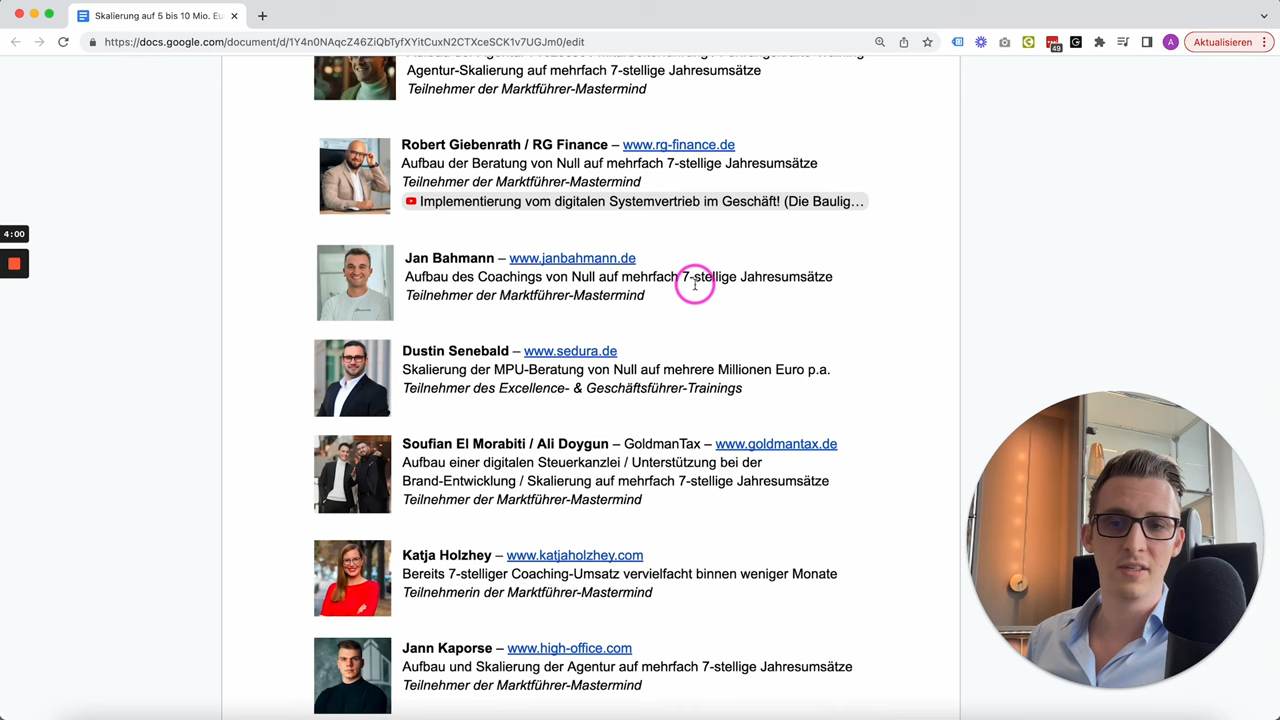 Skalierung auf 5 bis 10 Mio. Eu
https://docs.google.com/document/d/1Y4n0NAqcZ46ZiQbTyfXYitCuxN2CTXceSCK1v7UGJm0/edit
49
A
Aktualisieren
Agentur-Skalierung auf mehrfach 7-stellige Jahresumsätze
Teilnehmer der Marktführer-Mastermind
Robert Giebenrath / RG Finance – www.rg-finance.de
Aufbau der Beratung von Null auf mehrfach 7-stellige Jahresumsätze
Teilnehmer der Marktführer-Mastermind
Implementierung vom digitalen Systemvertrieb im Geschäft! (Die Baulig…
4:00
Jan Bahmann – www.janbahmann.de
Aufbau des Coachings von Null auf mehrfach 7-stellige Jahresumsätze
Teilnehmer der Marktführer-Mastermind
Dustin Senebald – www.sedura.de
Skalierung der MPU-Beratung von Null auf mehrere Millionen Euro p.a.
Teilnehmer des Excellence- & Geschäftsführer-Trainings
Soufian El Morabiti / Ali Doygun – GoldmanTax – www.goldmantax.de
Aufbau einer digitalen Steuerkanzlei / Unterstützung bei der
Brand-Entwicklung / Skalierung auf mehrfach 7-stellige Jahresumsätze
Teilnehmer der Marktführer-Mastermind
Katja Holzhey – www.katjaholzhey.com
Bereits 7-stelliger Coaching-Umsatz vervielfacht binnen weniger Monate
Teilnehmerin der Marktführer-Mastermind
Jann Kaporse – www.high-office.com
Aufbau und Skalierung der Agentur auf mehrfach 7-stellige Jahresumsätze
Teilnehmer der Marktführer-Mastermind